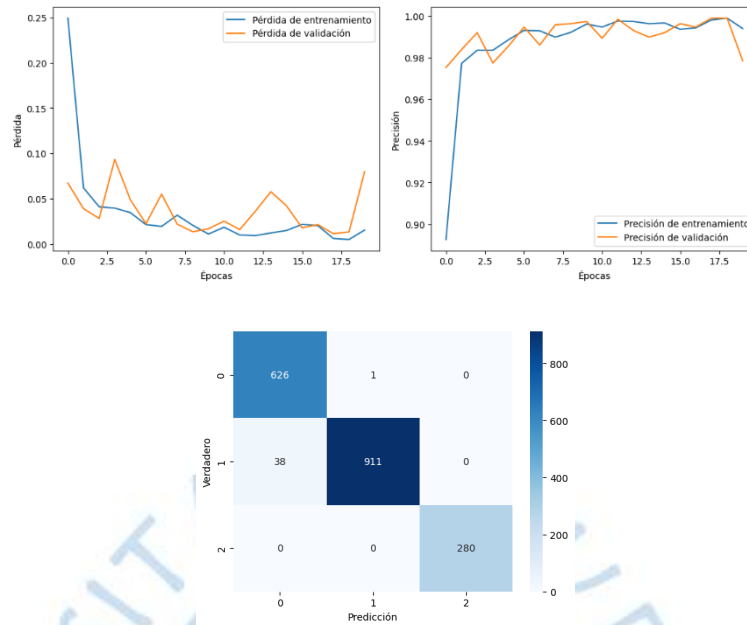 0.25
0.20
0.15
0.10
0.05
0.00
Pérdida
Pérdida de entrenamiento
Pérdida de validación
0.0 2.5 5.0 7.5 10.0 12.5 15.0 17.5
Épocas
1.00
0.98
0.96
0.94
0.92
0.90
Precisión
Precisión de entrenamiento
Precisión de validación
0.0 2.5 5.0 7.5 10.0 12.5 15.0 17.5
Épocas
Verdadero
0 626 1 0
1 38 911 0
2 0 0 280
0 1 2
Predicción
800
600
400
200
0